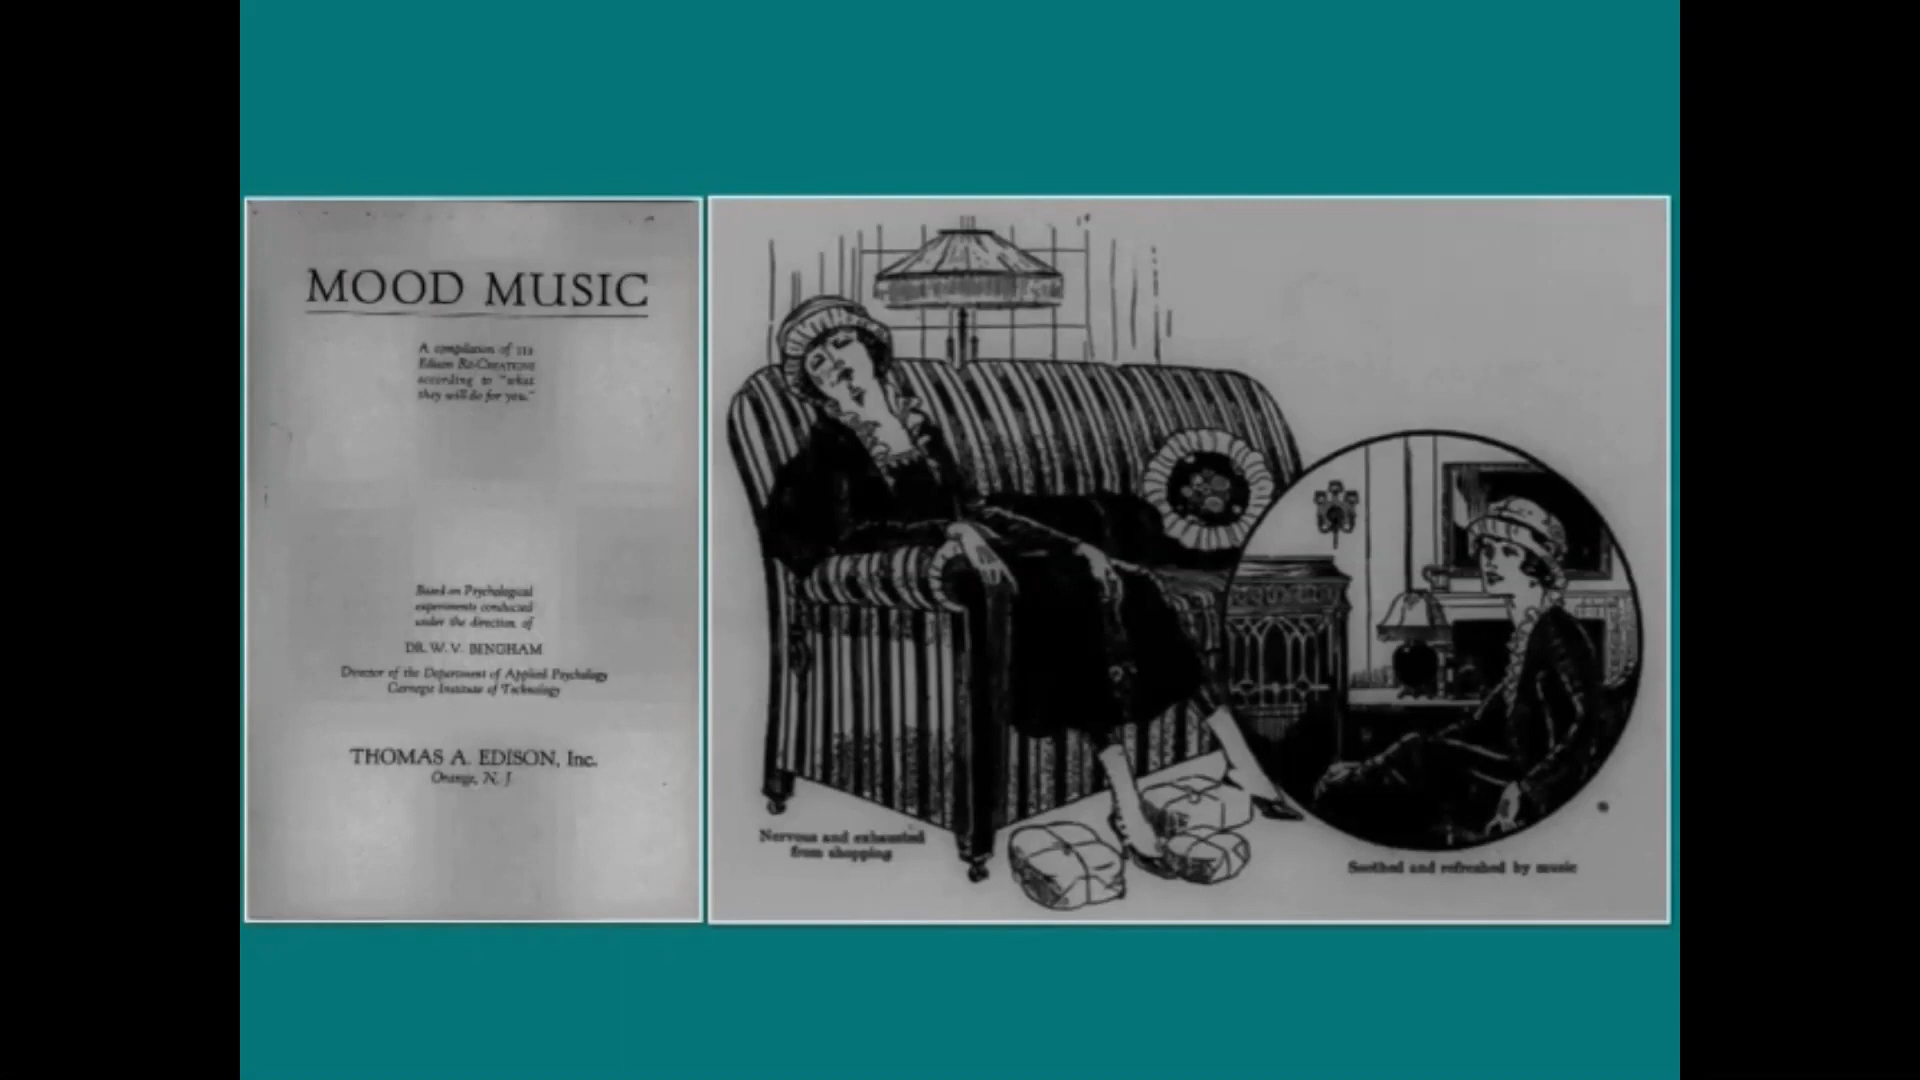 MOOD MUSIC
A compilation of 112
Edison RE-CREATIONS
according to "what
they will do for you."
Based on Psychological
experiments conducted
under the direction of
DR. W. V. BINGHAM
Director of the Department of Applied Psychology
Carnegie Institute of Technology
THOMAS A. EDISON, Inc.
Orange, N. J.
Nervous and exhausted
from shopping
Soothed and refreshed by music